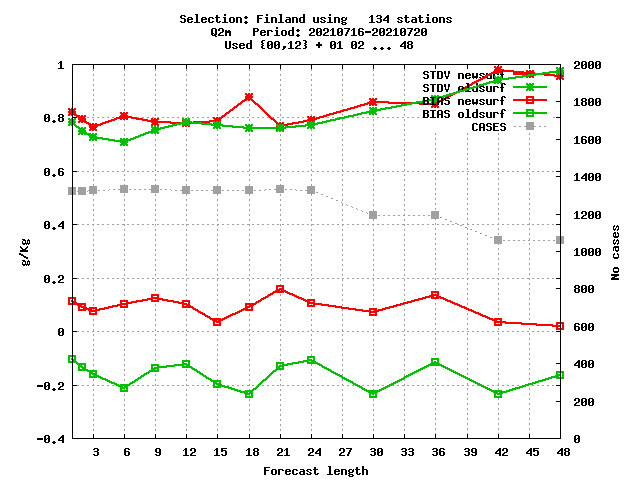 Selection: Finland using   134 stations
Q2m   Period: 20210716-20210720
Used {00,12} + 01 02 ... 48
1
0.8
0.6
0.4
0.2
0
-0.2
-0.4
g/Kg
2000
1800
1600
1400
1200
1000
800
600
400
200
0
No cases
STDV newsurf
STDV oldsurf
BIAS newsurf
BIAS oldsurf
CASES
3 6 9 12 15 18 21 24 27 30 33 36 39 42 45 48
Forecast length